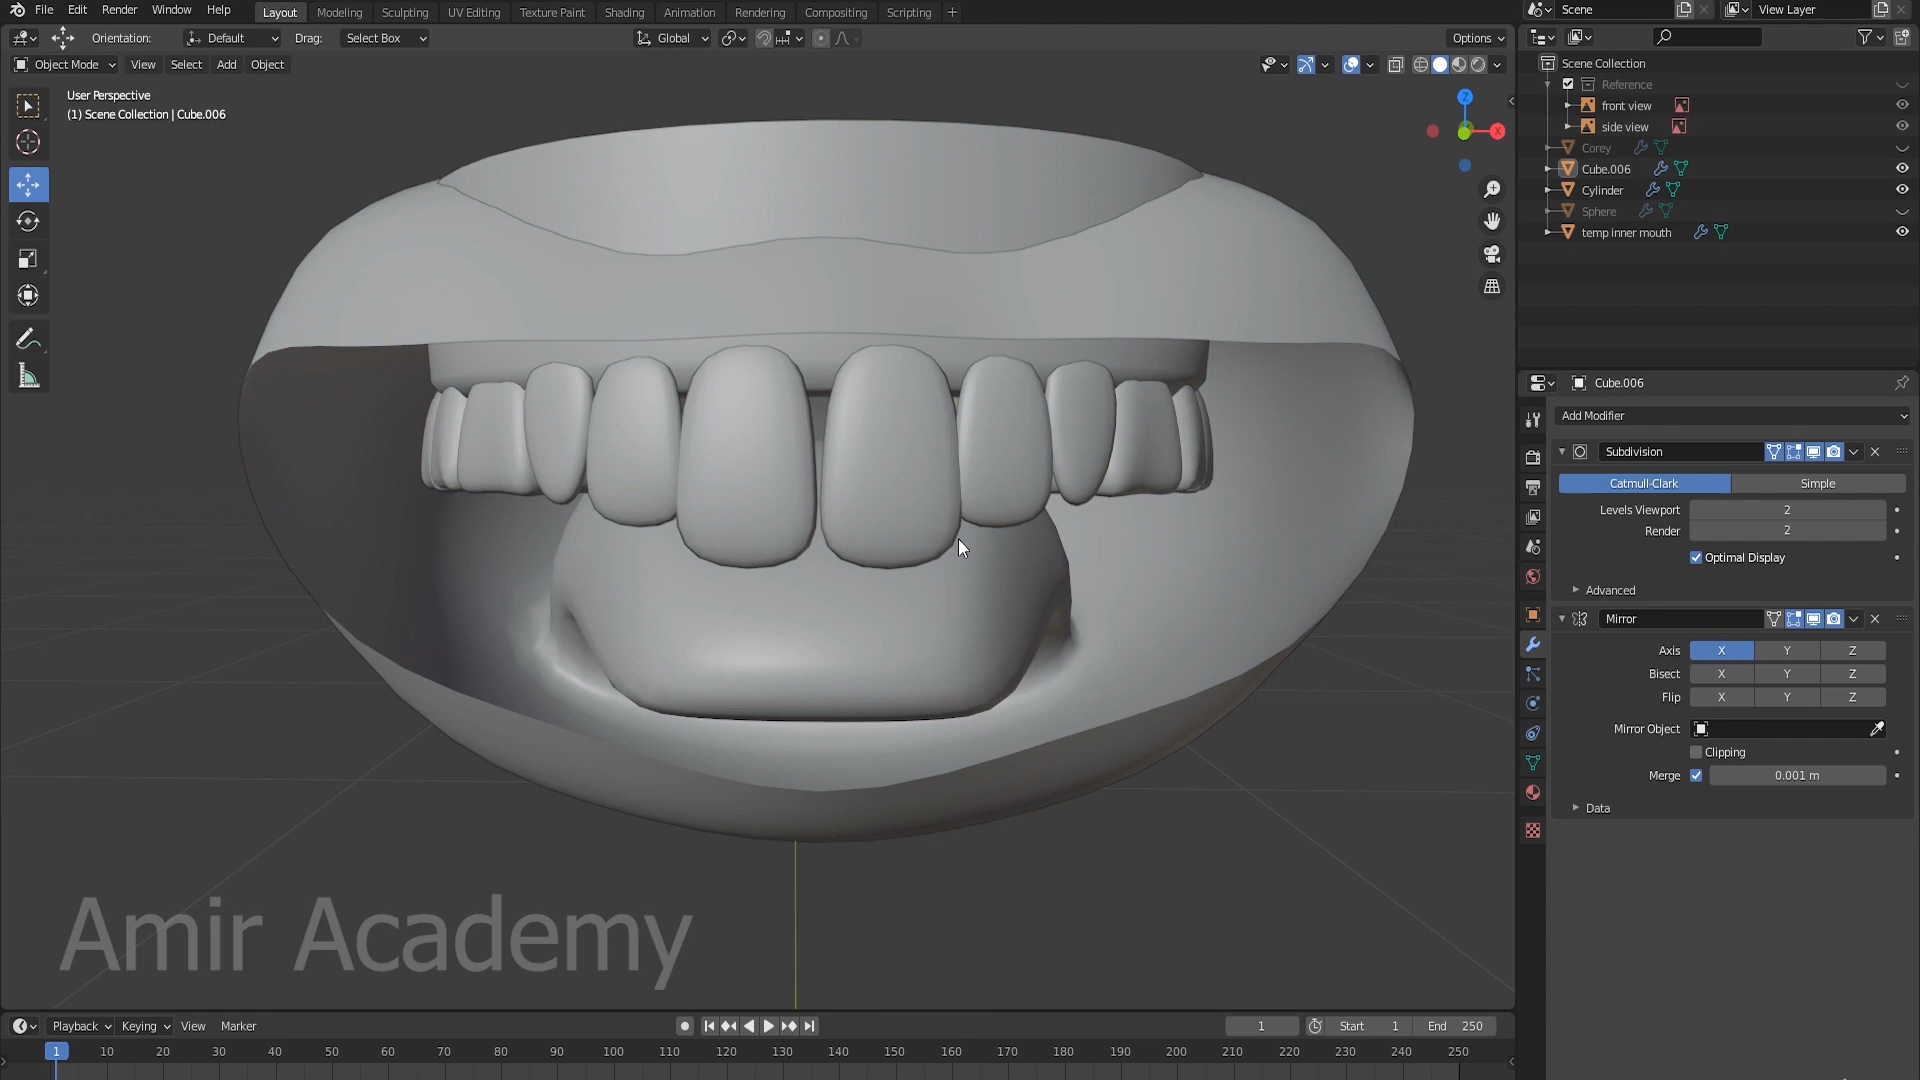 File Edit Render Window Help
Layout Modeling Sculpting UV Editing Texture Paint Shading Animation Rendering Compositing Scripting +
Scene
View Layer
Orientation: Default Drag: Select Box
Global
Options
Object Mode View Select Add Object
User Perspective
(1) Scene Collection | Cube.006
Z
X
Scene Collection
Reference
front view
side view
Corey
Cube.006
Cylinder
Sphere
temp inner mouth
Cube.006
Add Modifier
Subdivision
Catmull-Clark Simple
Levels Viewport 2
Render 2
Optimal Display
Advanced
Mirror
Axis X Y Z
Bisect X Y Z
Flip X Y Z
Mirror Object
Clipping
Merge 0.001 m
Data
Amir Academy
Playback Keying View Marker
1 Start 1 End 250
1 10 20 30 40 50 60 70 80 90 100 110 120 130 140 150 160 170 180 190 200 210 220 230 240 250